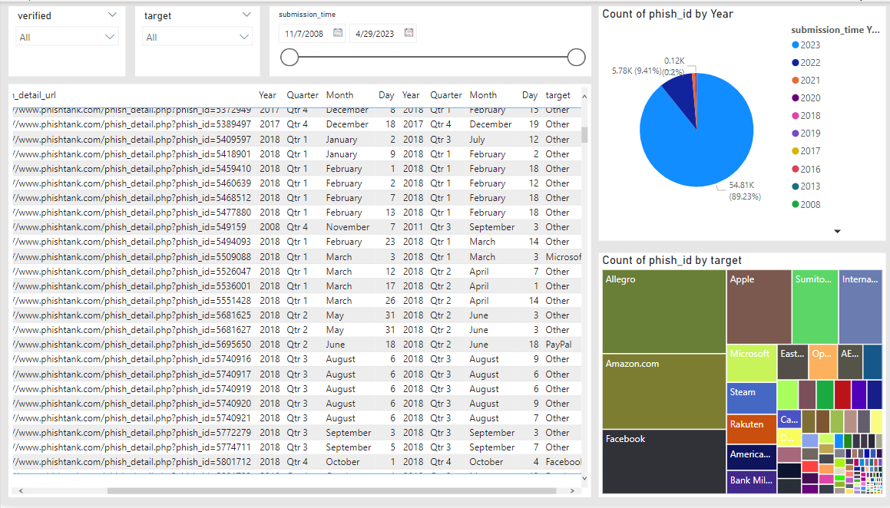 verified
All
target
All
submission_time
11/7/2008
4/29/2023
ı_detail_url Year Quarter Month Day Year Quarter Month Day target
//www.phishtank.com/phish_detail.php?phish_id=5372949 2017 Qtr 4 December 8 2018 Qtr 1 February 15 Other
//www.phishtank.com/phish_detail.php?phish_id=5389497 2017 Qtr 4 December 18 2017 Qtr 4 December 19 Other
//www.phishtank.com/phish_detail.php?phish_id=5409597 2018 Qtr 1 January 2 2018 Qtr 3 July 12 Other
//www.phishtank.com/phish_detail.php?phish_id=5418901 2018 Qtr 1 January 9 2018 Qtr 1 February 2 Other
//www.phishtank.com/phish_detail.php?phish_id=5459410 2018 Qtr 1 February 1 2018 Qtr 1 February 18 Other
//www.phishtank.com/phish_detail.php?phish_id=5460639 2018 Qtr 1 February 2 2018 Qtr 1 February 12 Other
//www.phishtank.com/phish_detail.php?phish_id=5468512 2018 Qtr 1 February 7 2018 Qtr 1 February 18 Other
//www.phishtank.com/phish_detail.php?phish_id=5477880 2018 Qtr 1 February 13 2018 Qtr 1 February 18 Other
//www.phishtank.com/phish_detail.php?phish_id=549159 2008 Qtr 4 November 7 2011 Qtr 3 September 3 Other
//www.phishtank.com/phish_detail.php?phish_id=5494093 2018 Qtr 1 February 23 2018 Qtr 1 March 14 Other
//www.phishtank.com/phish_detail.php?phish_id=5509088 2018 Qtr 1 March 3 2018 Qtr 1 March 3 Microsof
//www.phishtank.com/phish_detail.php?phish_id=5526047 2018 Qtr 1 March 12 2018 Qtr 2 April 7 Other
//www.phishtank.com/phish_detail.php?phish_id=5536001 2018 Qtr 1 March 17 2018 Qtr 2 April 1 Other
//www.phishtank.com/phish_detail.php?phish_id=5551428 2018 Qtr 1 March 26 2018 Qtr 2 April 14 Other
//www.phishtank.com/phish_detail.php?phish_id=5681625 2018 Qtr 2 May 31 2018 Qtr 2 June 3 Other
//www.phishtank.com/phish_detail.php?phish_id=5681627 2018 Qtr 2 May 31 2018 Qtr 2 June 3 Other
//www.phishtank.com/phish_detail.php?phish_id=5695650 2018 Qtr 2 June 18 2018 Qtr 2 June 18 PayPal
//www.phishtank.com/phish_detail.php?phish_id=5740916 2018 Qtr 3 August 6 2018 Qtr 3 August 9 Other
//www.phishtank.com/phish_detail.php?phish_id=5740917 2018 Qtr 3 August 6 2018 Qtr 3 August 6 Other
//www.phishtank.com/phish_detail.php?phish_id=5740919 2018 Qtr 3 August 6 2018 Qtr 3 August 6 Other
//www.phishtank.com/phish_detail.php?phish_id=5740920 2018 Qtr 3 August 6 2018 Qtr 3 August 9 Other
//www.phishtank.com/phish_detail.php?phish_id=5740921 2018 Qtr 3 August 6 2018 Qtr 3 August 7 Other
//www.phishtank.com/phish_detail.php?phish_id=5772279 2018 Qtr 3 September 3 2018 Qtr 3 September 3 Other
//www.phishtank.com/phish_detail.php?phish_id=5774711 2018 Qtr 3 September 5 2018 Qtr 3 September 7 Other
//www.phishtank.com/phish_detail.php?phish_id=5801712 2018 Qtr 4 October 1 2018 Qtr 4 October 4 Facebook
Count of phish_id by Year
0.12K
(0.2%)
5.78K (9.41%)
54.81K
(89.23%)
submission_time Y...
2023
2022
2021
2020
2018
2019
2017
2016
2013
2008
Count of phish_id by target
Allegro
Amazon.com
Facebook
Apple
Sumito...
Interna...
Microsoft
East...
Op...
AE...
Steam
Rakuten
America...
Bank Mil...
Ca...